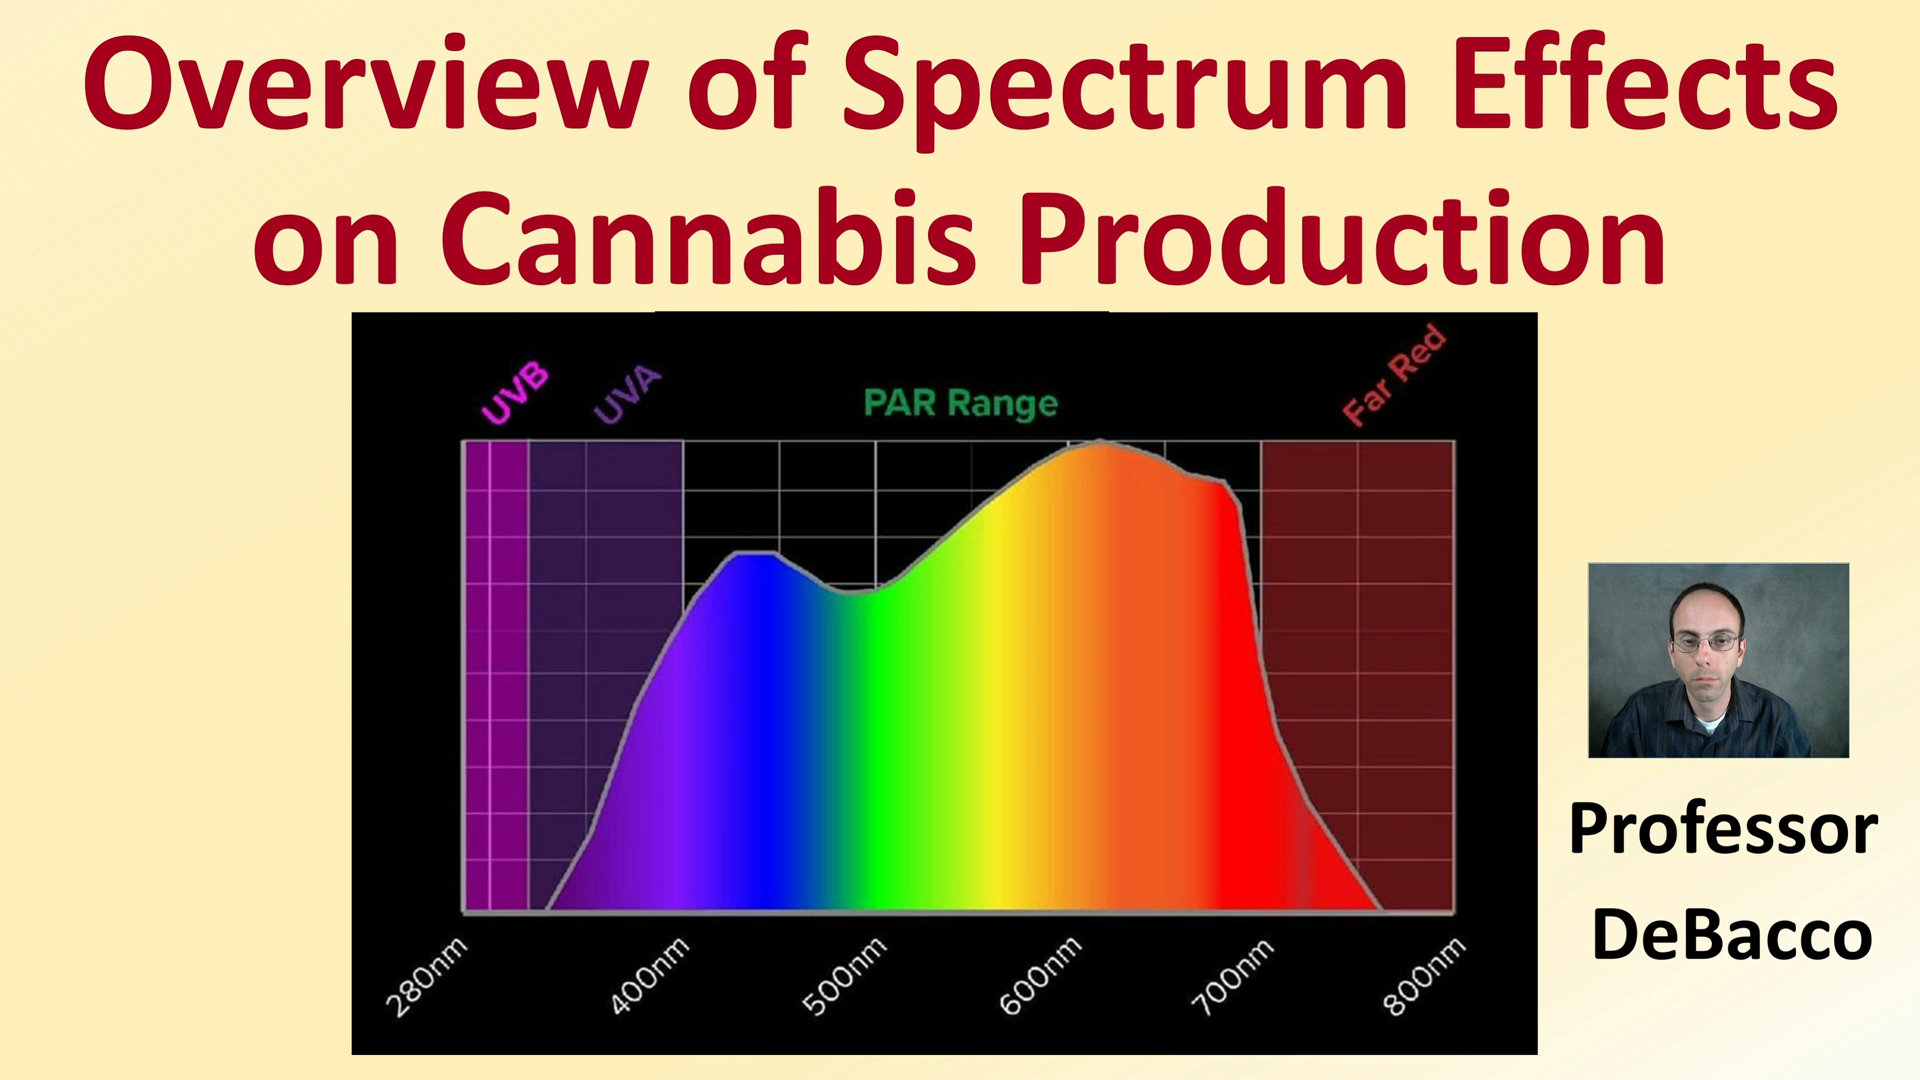 Overview of Spectrum Effects
on Cannabis Production
UVB
UVA
PAR Range
Far Red
280nm
400nm
500nm
600nm
700nm
800nm
Professor
DeBacco